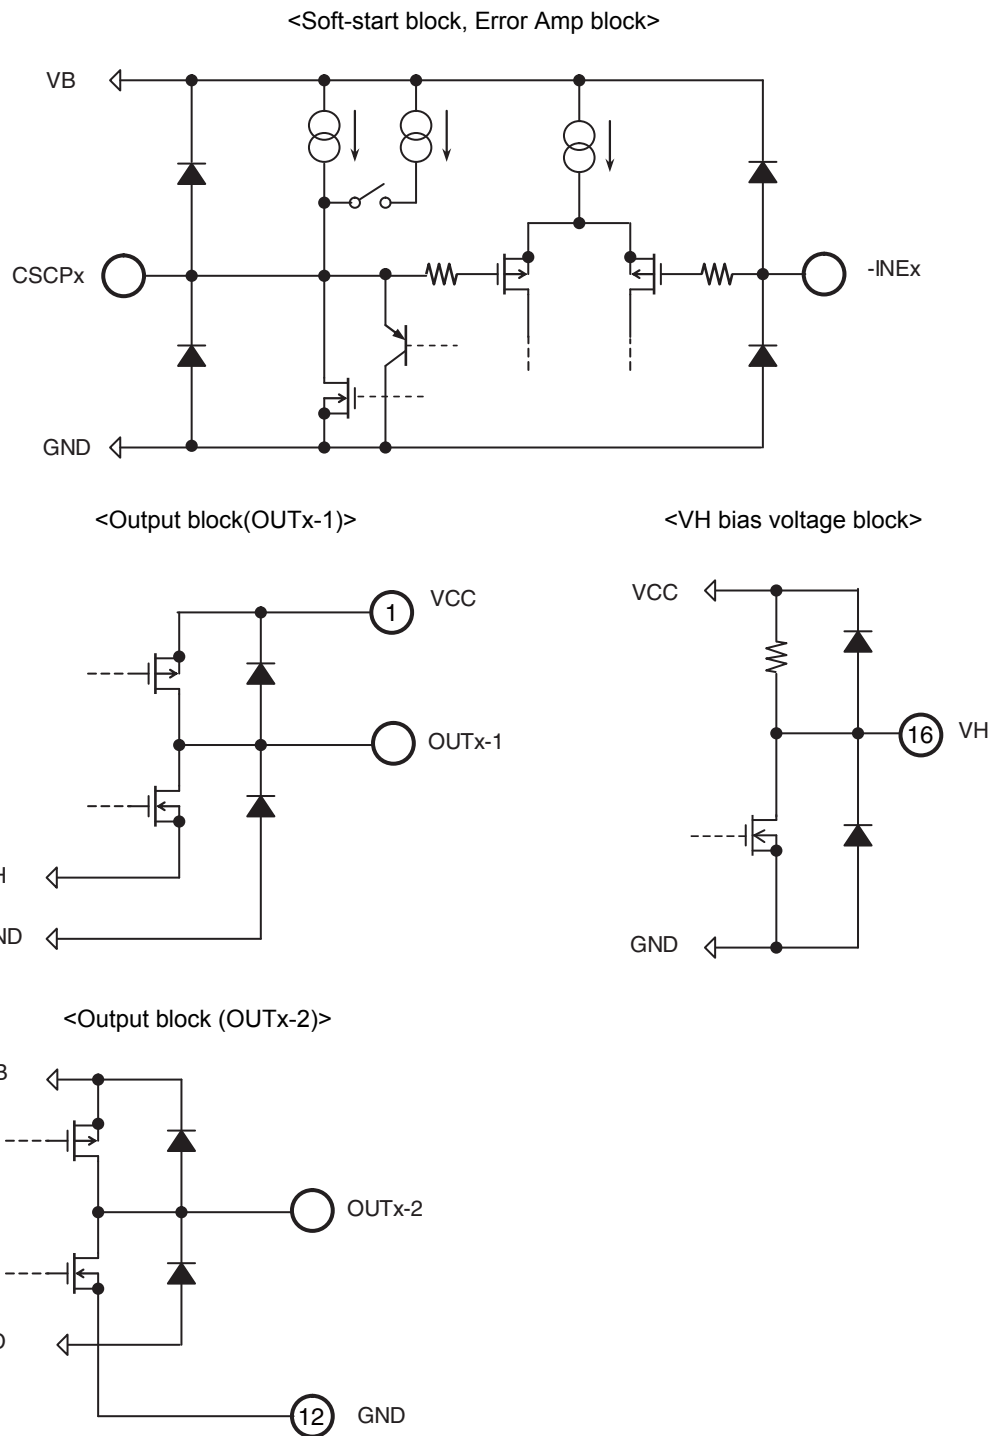 <Soft-start block, Error Amp block>
VB
CSCPx
-INEx
GND
<Output block(OUTx-1)>
VCC
1
OUTx-1
H
ND
<VH bias voltage block>
VCC
16
VH
GND
<Output block (OUTx-2)>
B
OUTx-2
D
12
GND